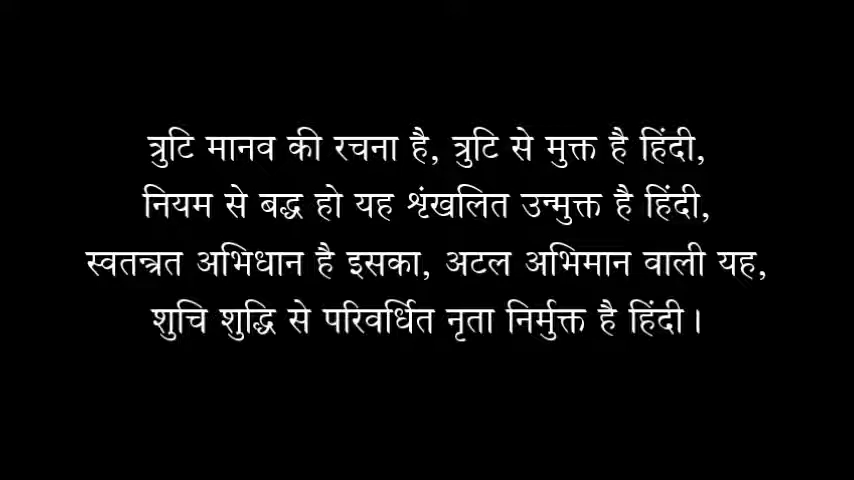 त्रुटि मानव की रचना है, त्रुटि से मुक्त है हिंदी,
नियम से बद्ध हो यह श्रृंखलित उन्मुक्त है हिंदी,
स्वतन्त्रत अभिधान है इसका, अटल अभिमान वाली यह,
शुचि शुद्धि से परिवर्धित नृता निर्मुक्त है हिंदी।